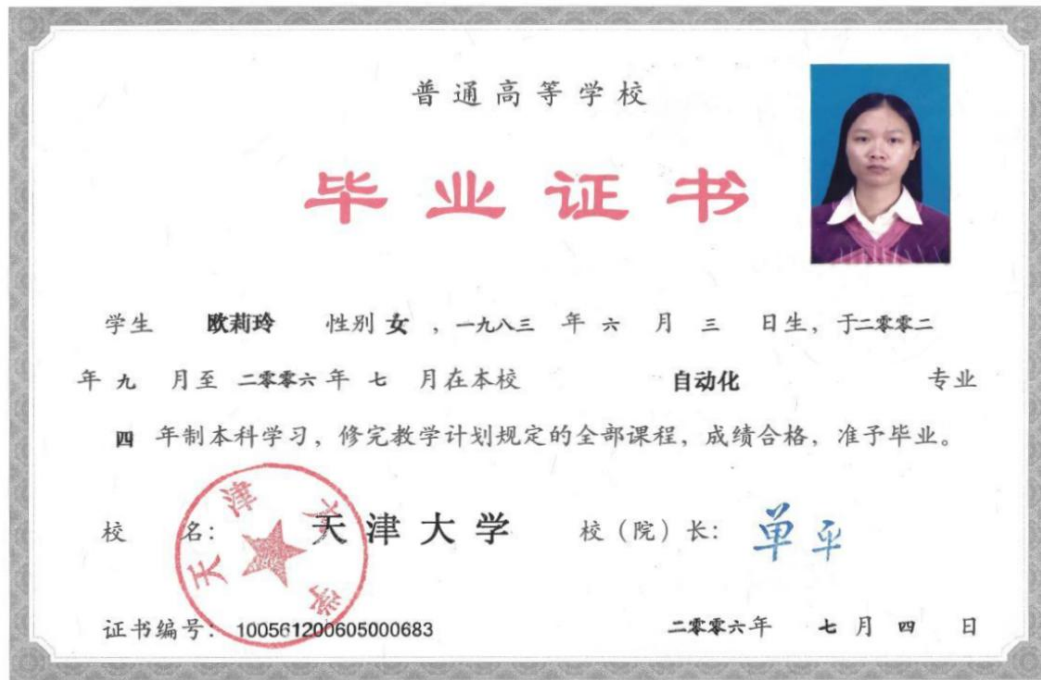 普通高等学校
毕业证书
学生 欧莉玲 性别 女 ，一九八三 年 六 月 三 日生，于二零零二
年 九 月至 二零零六 年 七 月在本校 自动化 专业
四 年制本科学习，修完教学计划规定的全部课程，成绩合格，准予毕业。
校 名： 天津大学 校（院）长： 单平
天津大学
证书编号： 100561200605000683 二零零六年 七 月 四 日